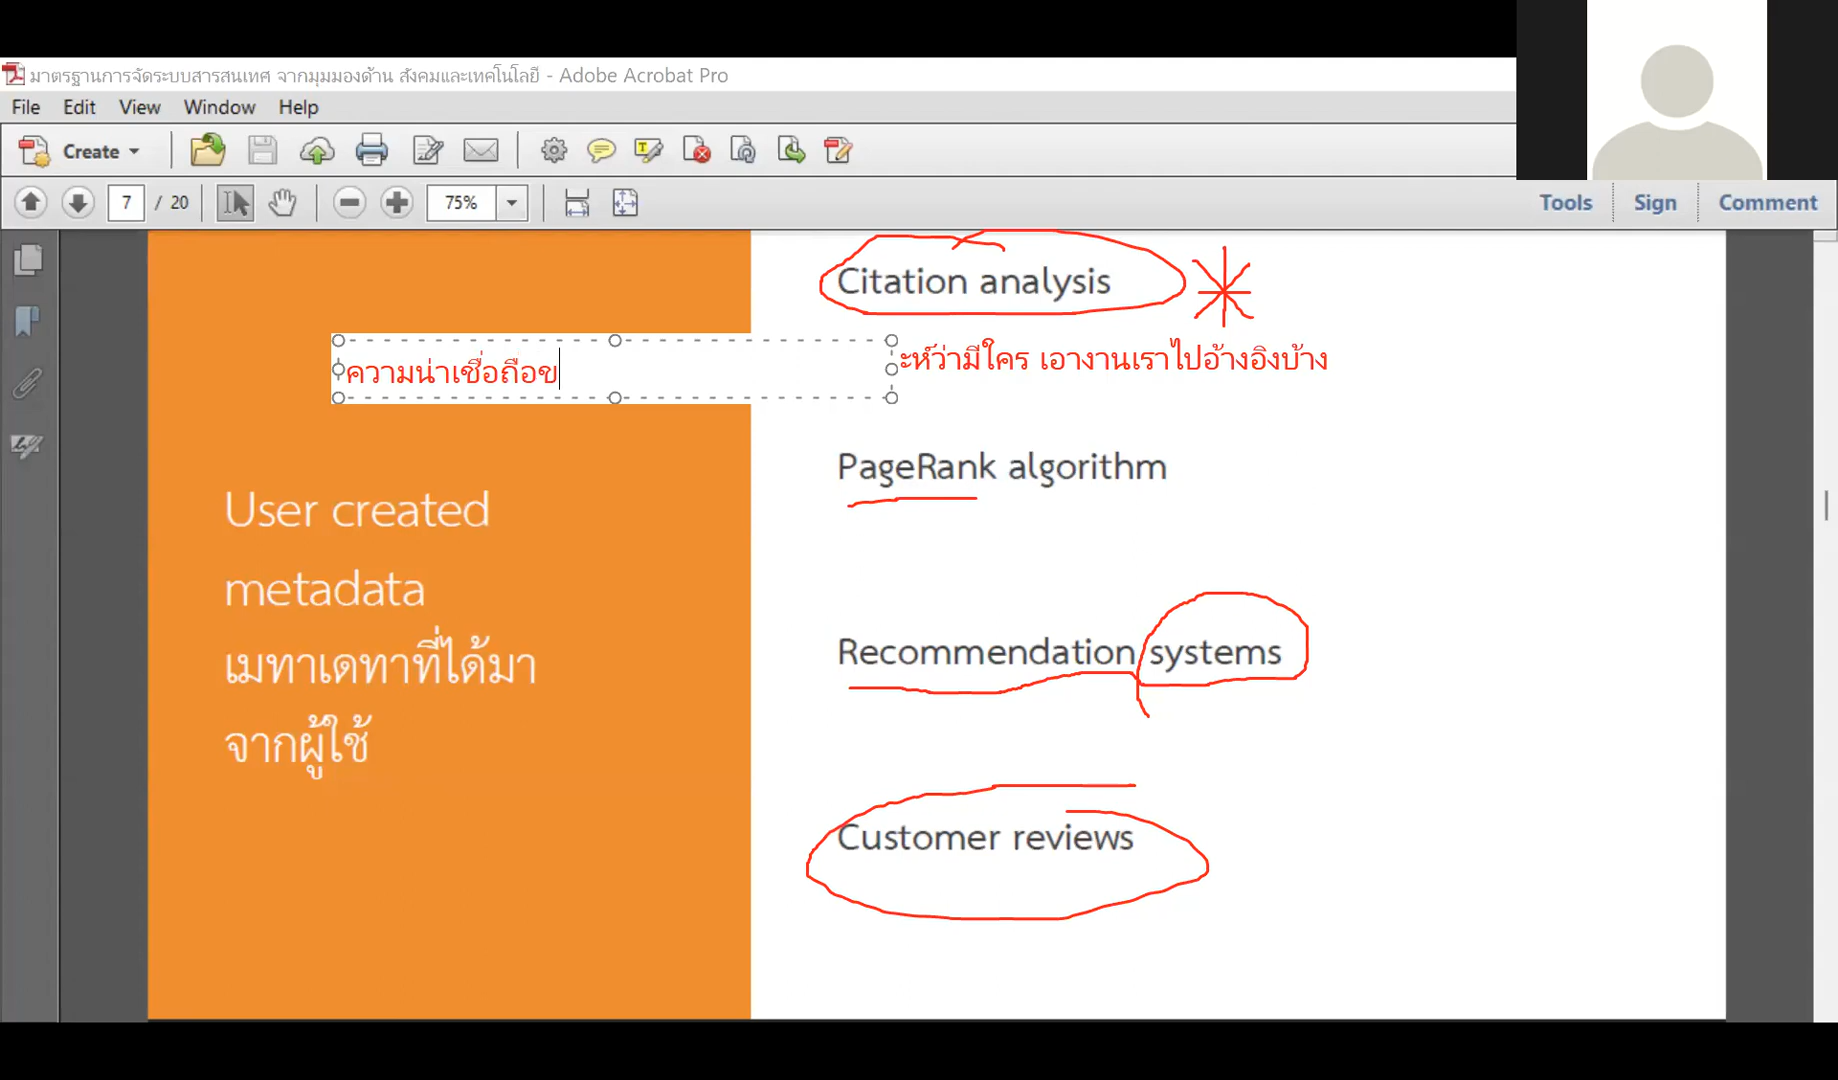 มาตรฐานการจัดระบบสารสนเทศ จากมุมมองด้าน สังคมและเทคโนโลยี - Adobe Acrobat Pro
File Edit View Window Help
Create
7 / 20 75% Tools Sign Comment
Citation analysis
ความน่าเชื่อถือข
ะห์ว่ามีใคร เอางานเราไปอ้างอิงบ้าง
PageRank algorithm
User created
metadata
เมทาเดทาที่ได้มา
จากผู้ใช้
Recommendation systems
Customer reviews